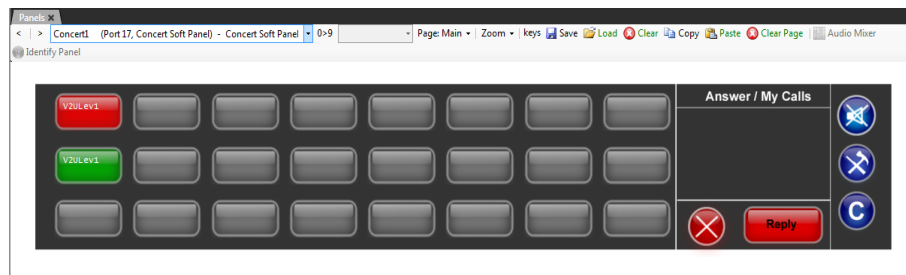 Panels
< > Concert1 (Port 17, Concert Soft Panel) - Concert Soft Panel 0>9 Page: Main Zoom keys Save Load Clear Copy Paste Clear Page Audio Mixer
Identify Panel
V2ULev1
Answer / My Calls
V2ULev1
C
Reply